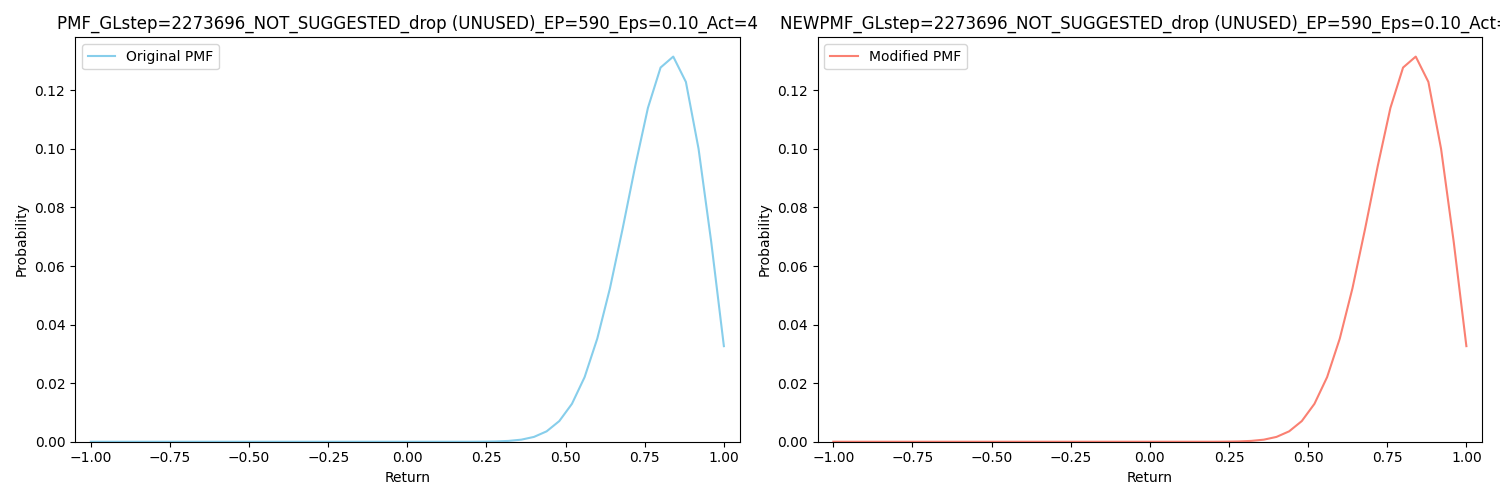 PMF_GLstep=2273696_NOT_SUGGESTED_drop (UNUSED)_EP=590_Eps=0.10_Act=4
Original PMF
Probability
0.12
0.10
0.08
0.06
0.04
0.02
0.00
−1.00 −0.75 −0.50 −0.25 0.00 0.25 0.50 0.75 1.00
Return
NEWPMF_GLstep=2273696_NOT_SUGGESTED_drop (UNUSED)_EP=590_Eps=0.10_Act=
Modified PMF
Probability
0.12
0.10
0.08
0.06
0.04
0.02
0.00
−1.00 −0.75 −0.50 −0.25 0.00 0.25 0.50 0.75 1.00
Return